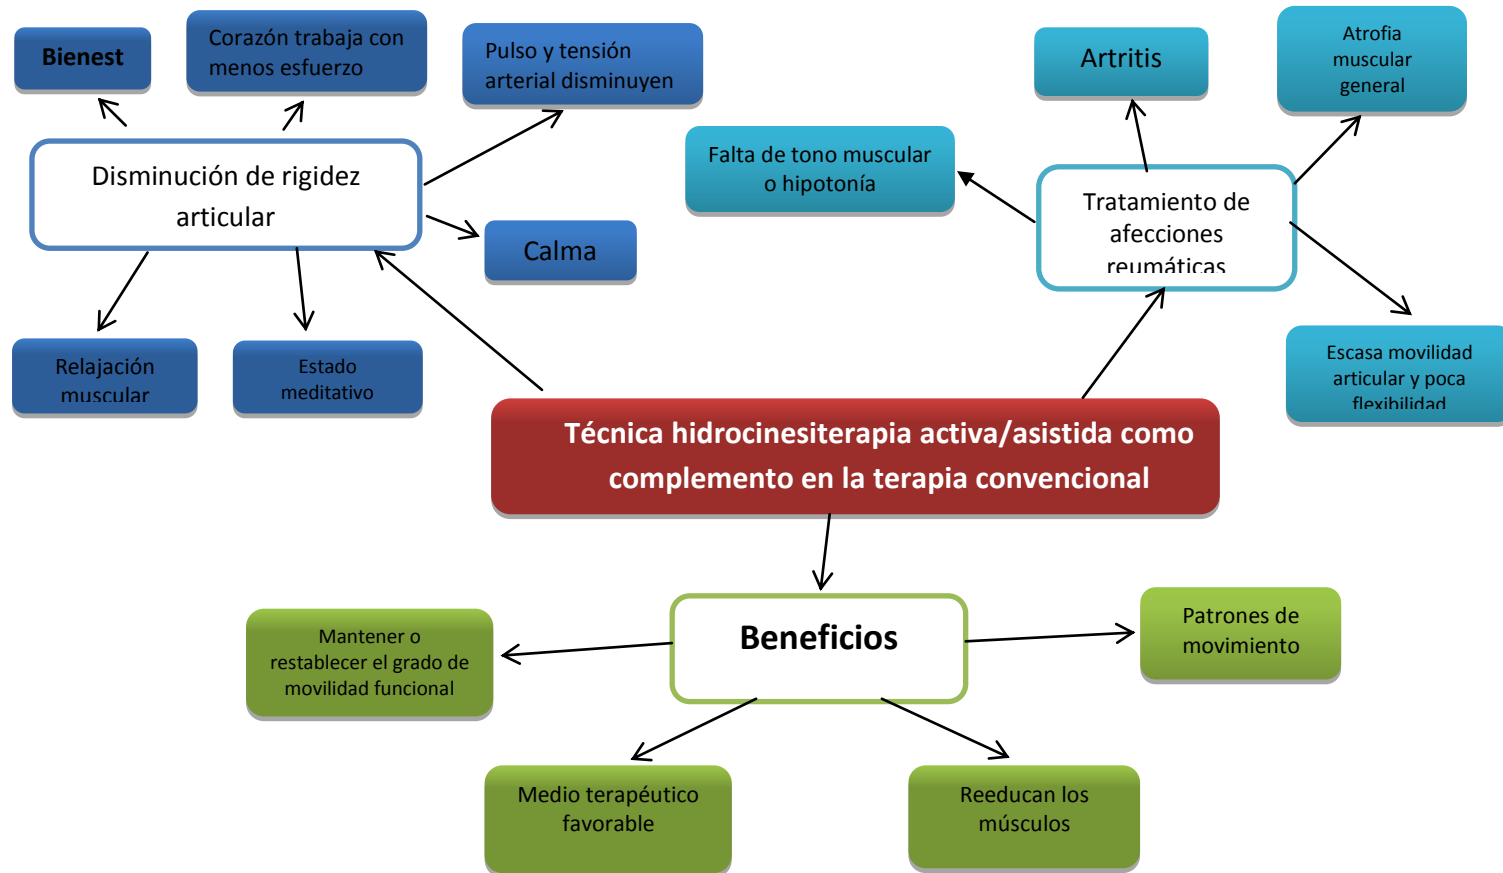 Bienest
Corazón trabaja con
menos esfuerzo
Pulso y tensión
arterial disminuyen
Disminución de rigidez
articular
Calma
Relajación
muscular
Estado
meditativo
Artritis
Atrofia
muscular
general
Falta de tono muscular
o hipotonía
Tratamiento de
afecciones
reumáticas
Escasa movilidad
articular y poca
flexibilidad
Técnica hidrocinesiterapia activa/asistida como
complemento en la terapia convencional
Beneficios
Mantener o
restablecer el grado de
movilidad funcional
Patrones de
movimiento
Medio terapéutico
favorable
Reeducan los
músculos